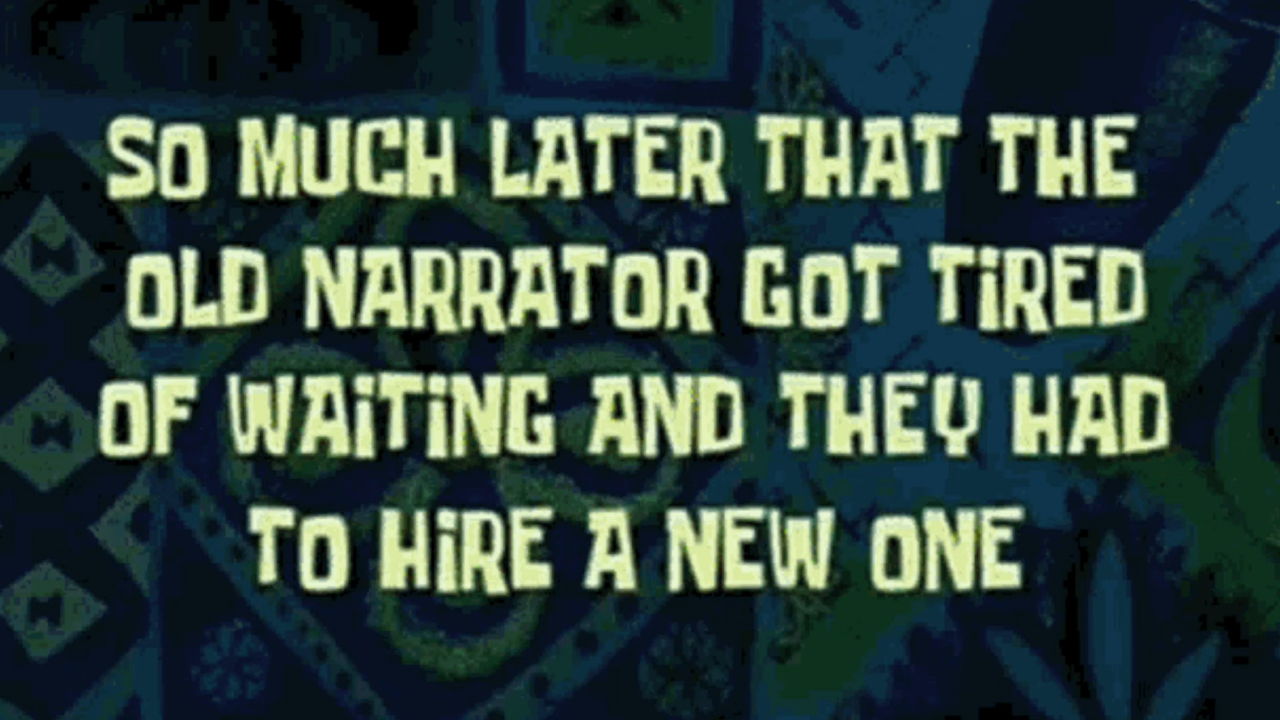 SO MUCH LATER THAT THE
OLD NARRATOR GOT TiRED
OF WAiTiNG AND THEY HAD
TO HiRE A NEW ONE